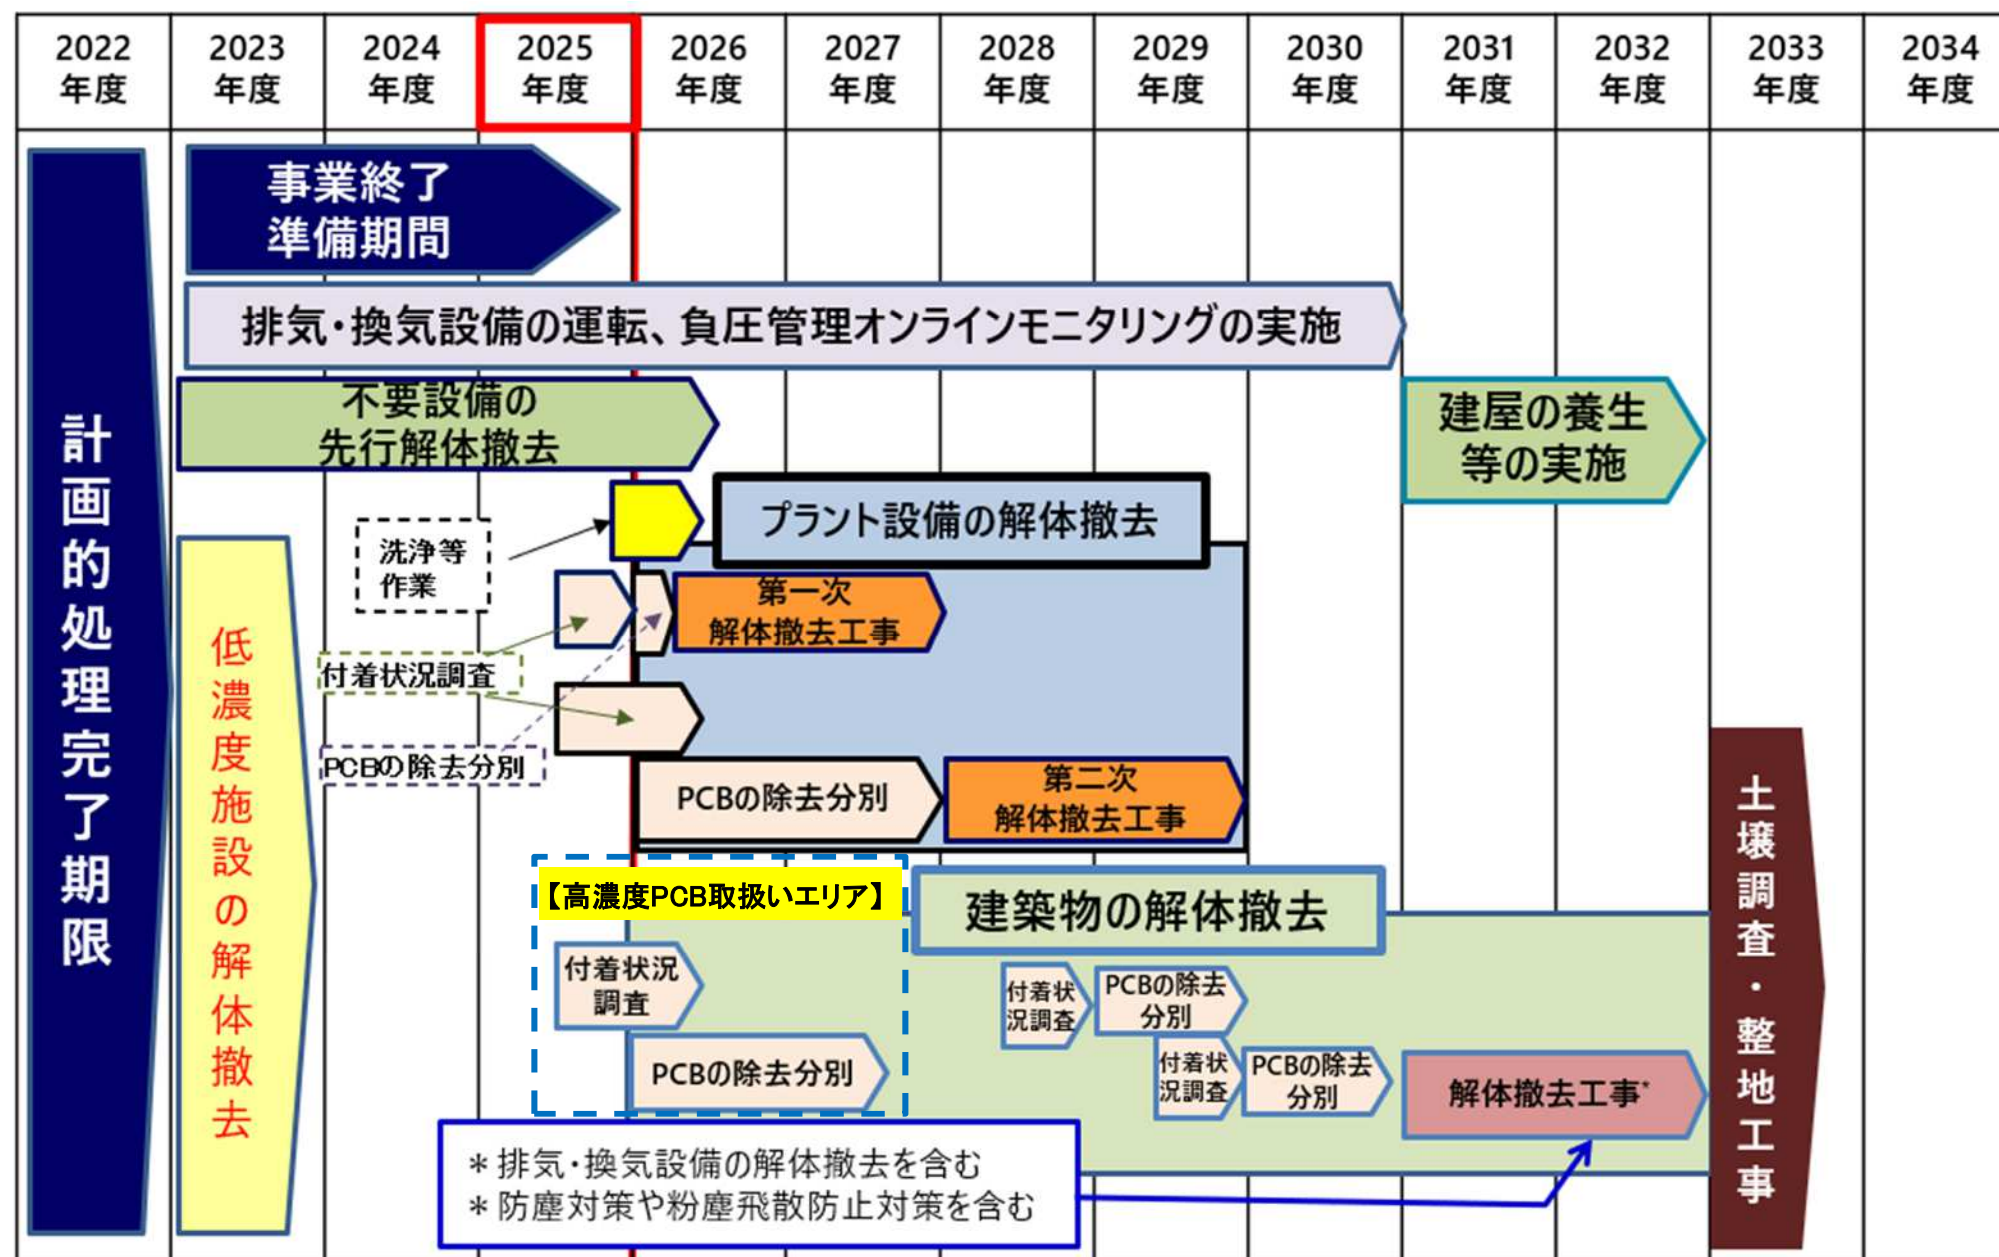 2022
年度
2023
年度
2024
年度
2025
年度
2026
年度
2027
年度
2028
年度
2029
年度
2030
年度
2031
年度
2032
年度
2033
年度
2034
年度
計画的処理完了期限
事業終了
準備期間
排気・換気設備の運転、負圧管理オンラインモニタリングの実施
不要設備の
先行解体撤去
建屋の養生
等の実施
低濃度施設の解体撤去
洗浄等
作業
プラント設備の解体撤去
第一次
解体撤去工事
付着状況調査
PCBの除去分別
PCBの除去分別
第二次
解体撤去工事
【高濃度PCB取扱いエリア】
建築物の解体撤去
付着状況
調査
PCBの除去分別
付着状
況調査
PCBの除去
分別
付着状
況調査
PCBの除去
分別
解体撤去工事*
土壌調査・整地工事
＊排気・換気設備の解体撤去を含む
＊防塵対策や粉塵飛散防止対策を含む